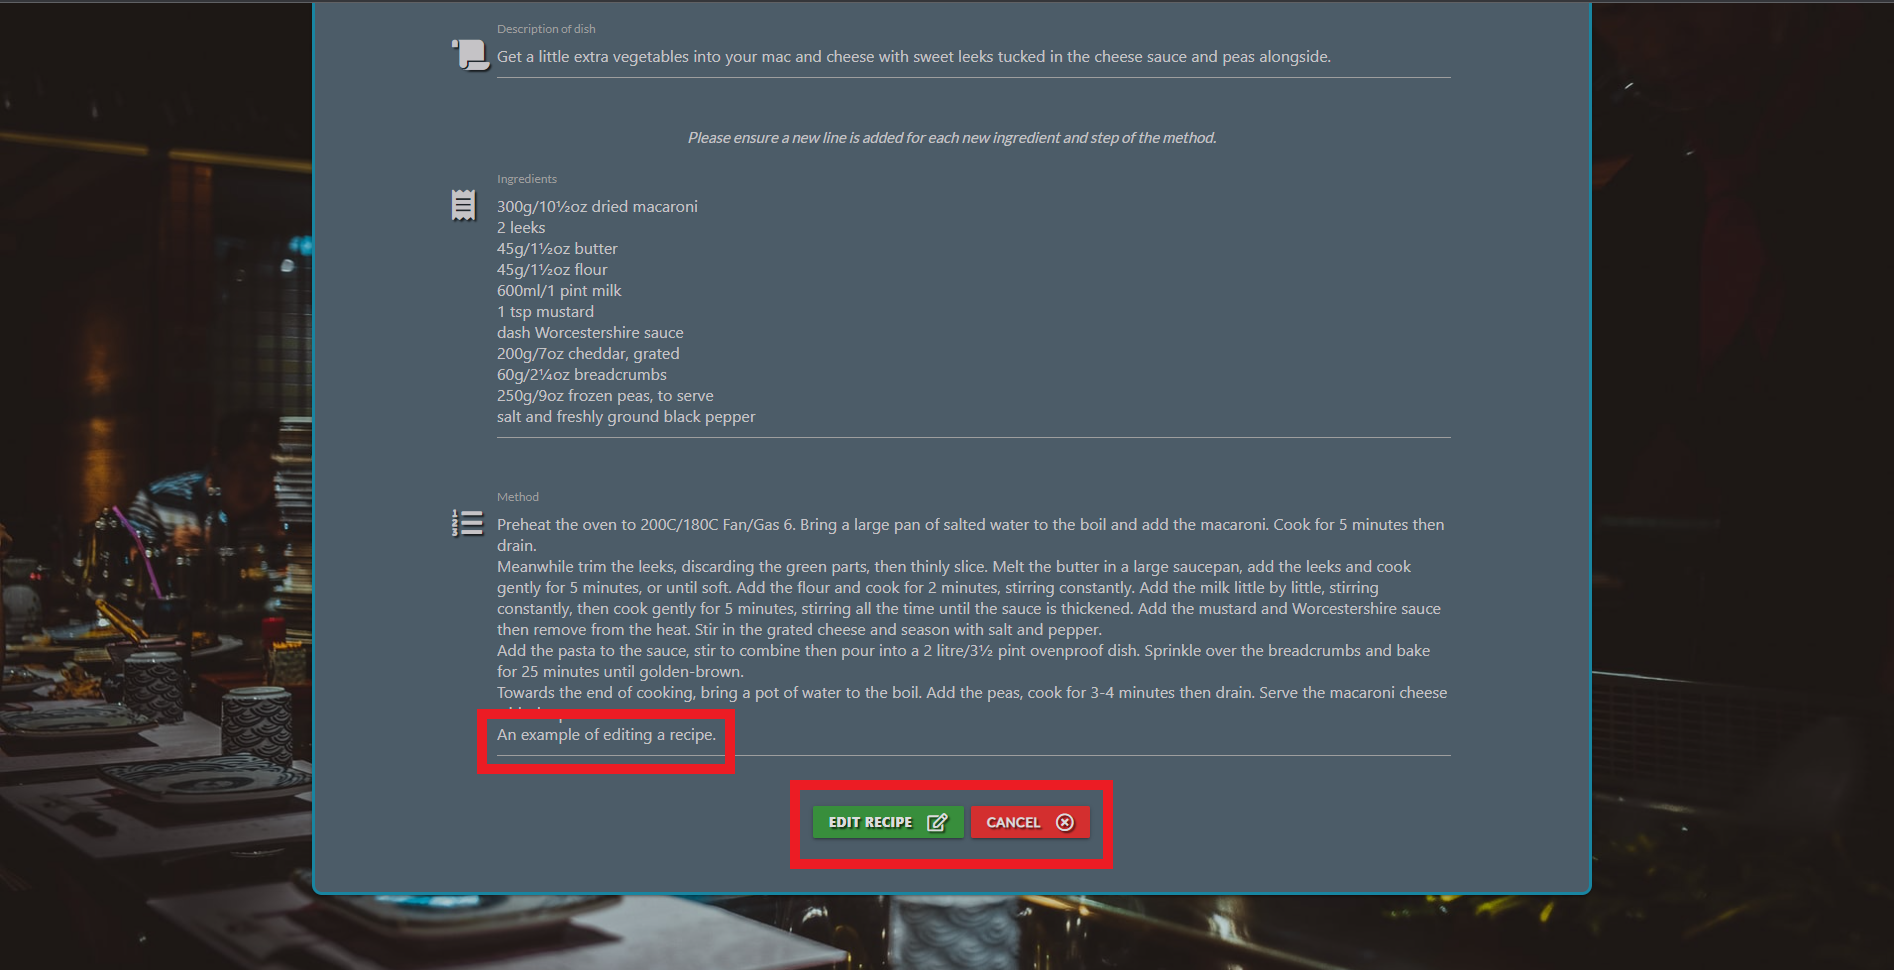 Description of dish
Get a little extra vegetables into your mac and cheese with sweet leeks tucked in the cheese sauce and peas alongside.
Please ensure a new line is added for each new ingredient and step of the method.
Ingredients
300g/10½oz dried macaroni
2 leeks
45g/1½oz butter
45g/1½oz flour
600ml/1 pint milk
1 tsp mustard
dash Worcestershire sauce
200g/7oz cheddar, grated
60g/2¼oz breadcrumbs
250g/9oz frozen peas, to serve
salt and freshly ground black pepper
Method
Preheat the oven to 200C/180C Fan/Gas 6. Bring a large pan of salted water to the boil and add the macaroni. Cook for 5 minutes then
drain.
Meanwhile trim the leeks, discarding the green parts, then thinly slice. Melt the butter in a large saucepan, add the leeks and cook
gently for 5 minutes, or until soft. Add the flour and cook for 2 minutes, stirring constantly. Add the milk little by little, stirring
constantly, then cook gently for 5 minutes, stirring all the time until the sauce is thickened. Add the mustard and Worcestershire sauce
then remove from the heat. Stir in the grated cheese and season with salt and pepper.
Add the pasta to the sauce, stir to combine then pour into a 2 litre/3½ pint ovenproof dish. Sprinkle over the breadcrumbs and bake
for 25 minutes until golden-brown.
Towards the end of cooking, bring a pot of water to the boil. Add the peas, cook for 3-4 minutes then drain. Serve the macaroni cheese
An example of editing a recipe.
EDIT RECIPE
CANCEL